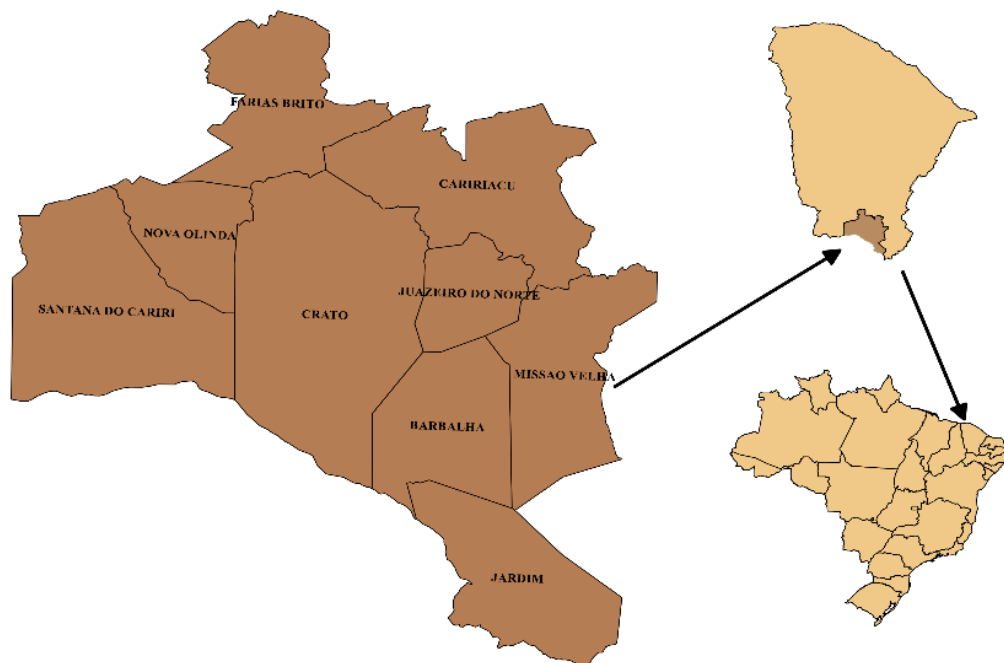 FARIAS BRITO
CARIRIACU
NOVA OLINDA
JUAZEIRO DO NORTE
SANTANA DO CARIRI
CRATO
MISSAO VELHA
BARBALHA
JARDIM